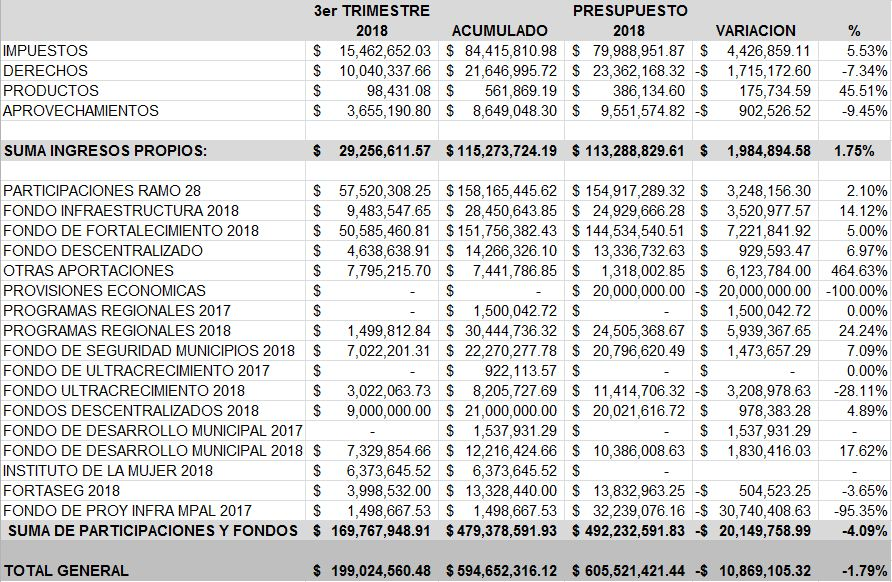 3er TRIMESTRE PRESUPUESTO
2018 ACUMULADO 2018 VARIACION %
IMPUESTOS $ 15,462,652.03 $ 84,415,810.98 $ 79,988,951.87 $ 4,426,859.11 5.53%
DERECHOS $ 10,040,337.66 $ 21,646,995.72 $ 23,362,168.32 -$ 1,715,172.60 -7.34%
PRODUCTOS $ 98,431.08 $ 561,869.19 $ 386,134.60 $ 175,734.59 45.51%
APROVECHAMIENTOS $ 3,655,190.80 $ 8,649,048.30 $ 9,551,574.82 -$ 902,526.52 -9.45%
SUMA INGRESOS PROPIOS: $ 29,256,611.57 $ 115,273,724.19 $ 113,288,829.61 $ 1,984,894.58 1.75%
PARTICIPACIONES RAMO 28 $ 57,520,308.25 $ 158,165,445.62 $ 154,917,289.32 $ 3,248,156.30 2.10%
FONDO INFRAESTRUCTURA 2018 $ 9,483,547.65 $ 28,450,643.85 $ 24,929,666.28 $ 3,520,977.57 14.12%
FONDO DE FORTALECIMIENTO 2018 $ 50,585,460.81 $ 151,756,382.43 $ 144,534,540.51 $ 7,221,841.92 5.00%
FONDO DESCENTRALIZADO $ 4,638,638.91 $ 14,266,326.10 $ 13,336,732.63 $ 929,593.47 6.97%
OTRAS APORTACIONES $ 7,795,215.70 $ 7,441,786.85 $ 1,318,002.85 $ 6,123,784.00 464.63%
PROVISIONES ECONOMICAS $ - $ - $ 20,000,000.00 -$ 20,000,000.00 -100.00%
PROGRAMAS REGIONALES 2017 $ - $ 1,500,042.72 $ - $ 1,500,042.72 0.00%
PROGRAMAS REGIONALES 2018 $ 1,499,812.84 $ 30,444,736.32 $ 24,505,368.67 $ 5,939,367.65 24.24%
FONDO DE SEGURIDAD MUNICIPIOS 2018 $ 7,022,201.31 $ 22,270,277.78 $ 20,796,620.49 $ 1,473,657.29 7.09%
FONDO DE ULTRACRECIMIENTO 2017 $ - $ 922,113.57 $ - $ - 0.00%
FONDO ULTRACRECIMIENTO 2018 $ 3,022,063.73 $ 8,205,727.69 $ 11,414,706.32 -$ 3,208,978.63 -28.11%
FONDOS DESCENTRALIZADOS 2018 $ 9,000,000.00 $ 21,000,000.00 $ 20,021,616.72 $ 978,383.28 4.89%
FONDO DE DESARROLLO MUNICIPAL 2017 - $ 1,537,931.29 $ - $ 1,537,931.29 -
FONDO DE DESARROLLO MUNICIPAL 2018 $ 7,329,854.66 $ 12,216,424.66 $ 10,386,008.63 $ 1,830,416.03 17.62%
INSTITUTO DE LA MUJER 2018 $ 6,373,645.52 $ 6,373,645.52 $ - -
FORTASEG 2018 $ 3,998,532.00 $ 13,328,440.00 $ 13,832,963.25 -$ 504,523.25 -3.65%
FONDO DE PROY INFRA MPAL 2017 $ 1,498,667.53 $ 1,498,667.53 $ 32,239,076.16 -$ 30,740,408.63 -95.35%
SUMA DE PARTICIPACIONES Y FONDOS $ 169,767,948.91 $ 479,378,591.93 $ 492,232,591.83 -$ 20,149,758.99 -4.09%
TOTAL GENERAL $ 199,024,560.48 $ 594,652,316.12 $ 605,521,421.44 -$ 10,869,105.32 -1.79%